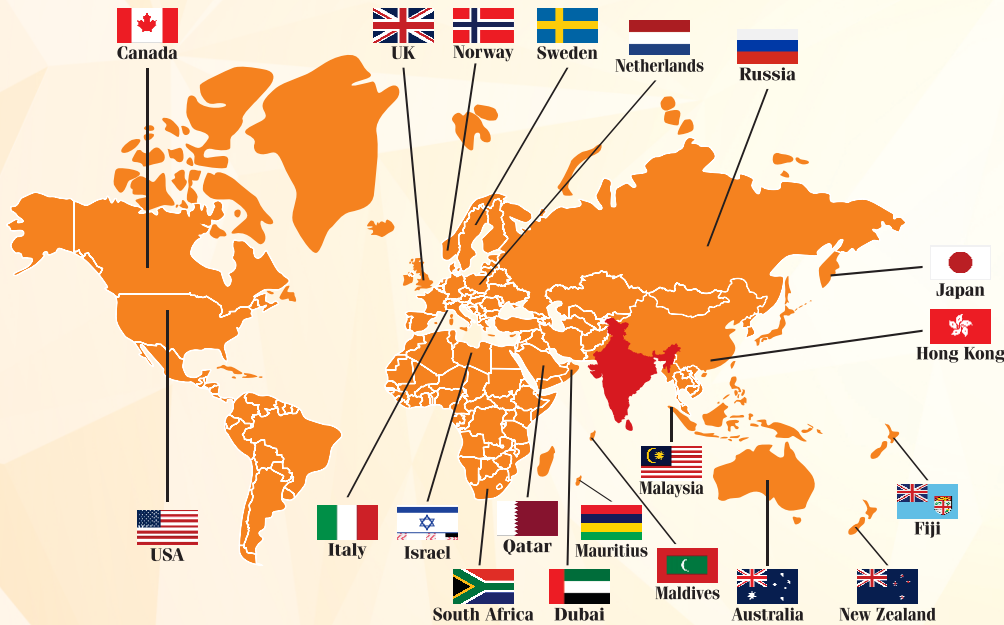 Canada
UK
Norway
Sweden
Netherlands
Russia
Japan
Hong Kong
Malaysia
Fiji
USA
Italy
Israel
Qatar
Mauritius
Maldives
South Africa
Dubai
Australia
New Zealand